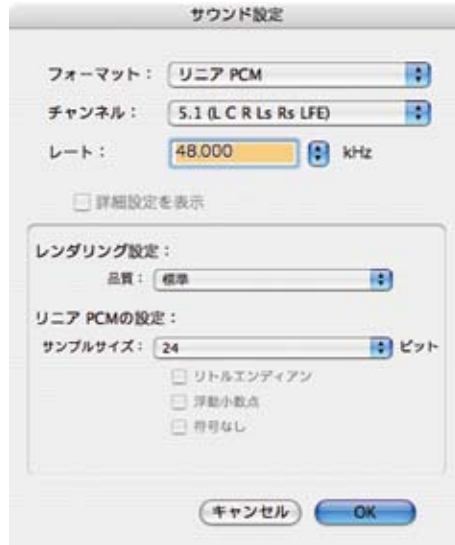 サウンド設定
フォーマット： リニア PCM
チャンネル： 5.1 (L C R Ls Rs LFE)
レート： 48.000 kHz
詳細設定を表示
レンダリング設定：
品質： 標準
リニア PCMの設定：
サンプルサイズ： 24 ビット
リトルエンディアン
浮動小数点
符号なし
キャンセル OK